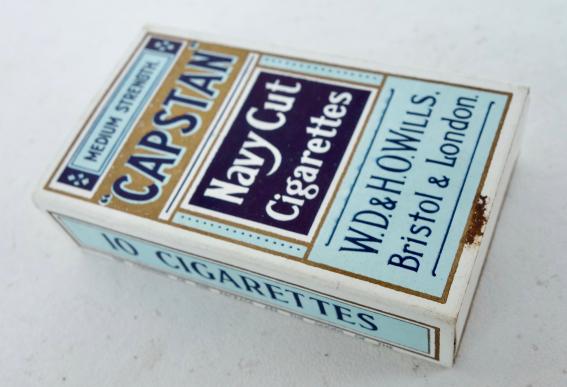 MEDIUM STRENGTH.
"CAPSTAN"
Navy Cut
Cigarettes
W.D.& H.O.WILLS.
Bristol & London.
10 CIGARETTES